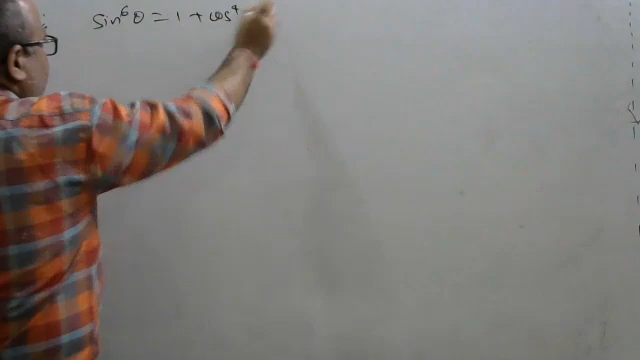 sin⁶θ = 1 + cos⁴